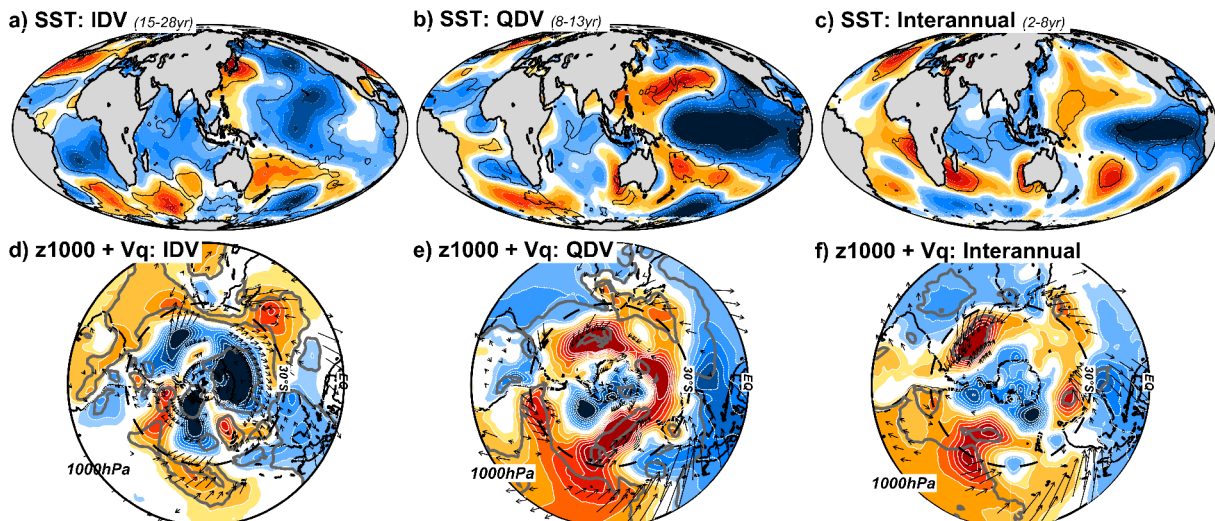 a) SST: IDV (15-28yr)
b) SST: QDV (8-13yr)
c) SST: Interannual (2-8yr)
d) z1000 + Vq: IDV
e) z1000 + Vq: QDV
f) z1000 + Vq: Interannual
30°S
EQ
1000hPa
30°S
EQ
1000hPa
30°S
EQ
1000hPa